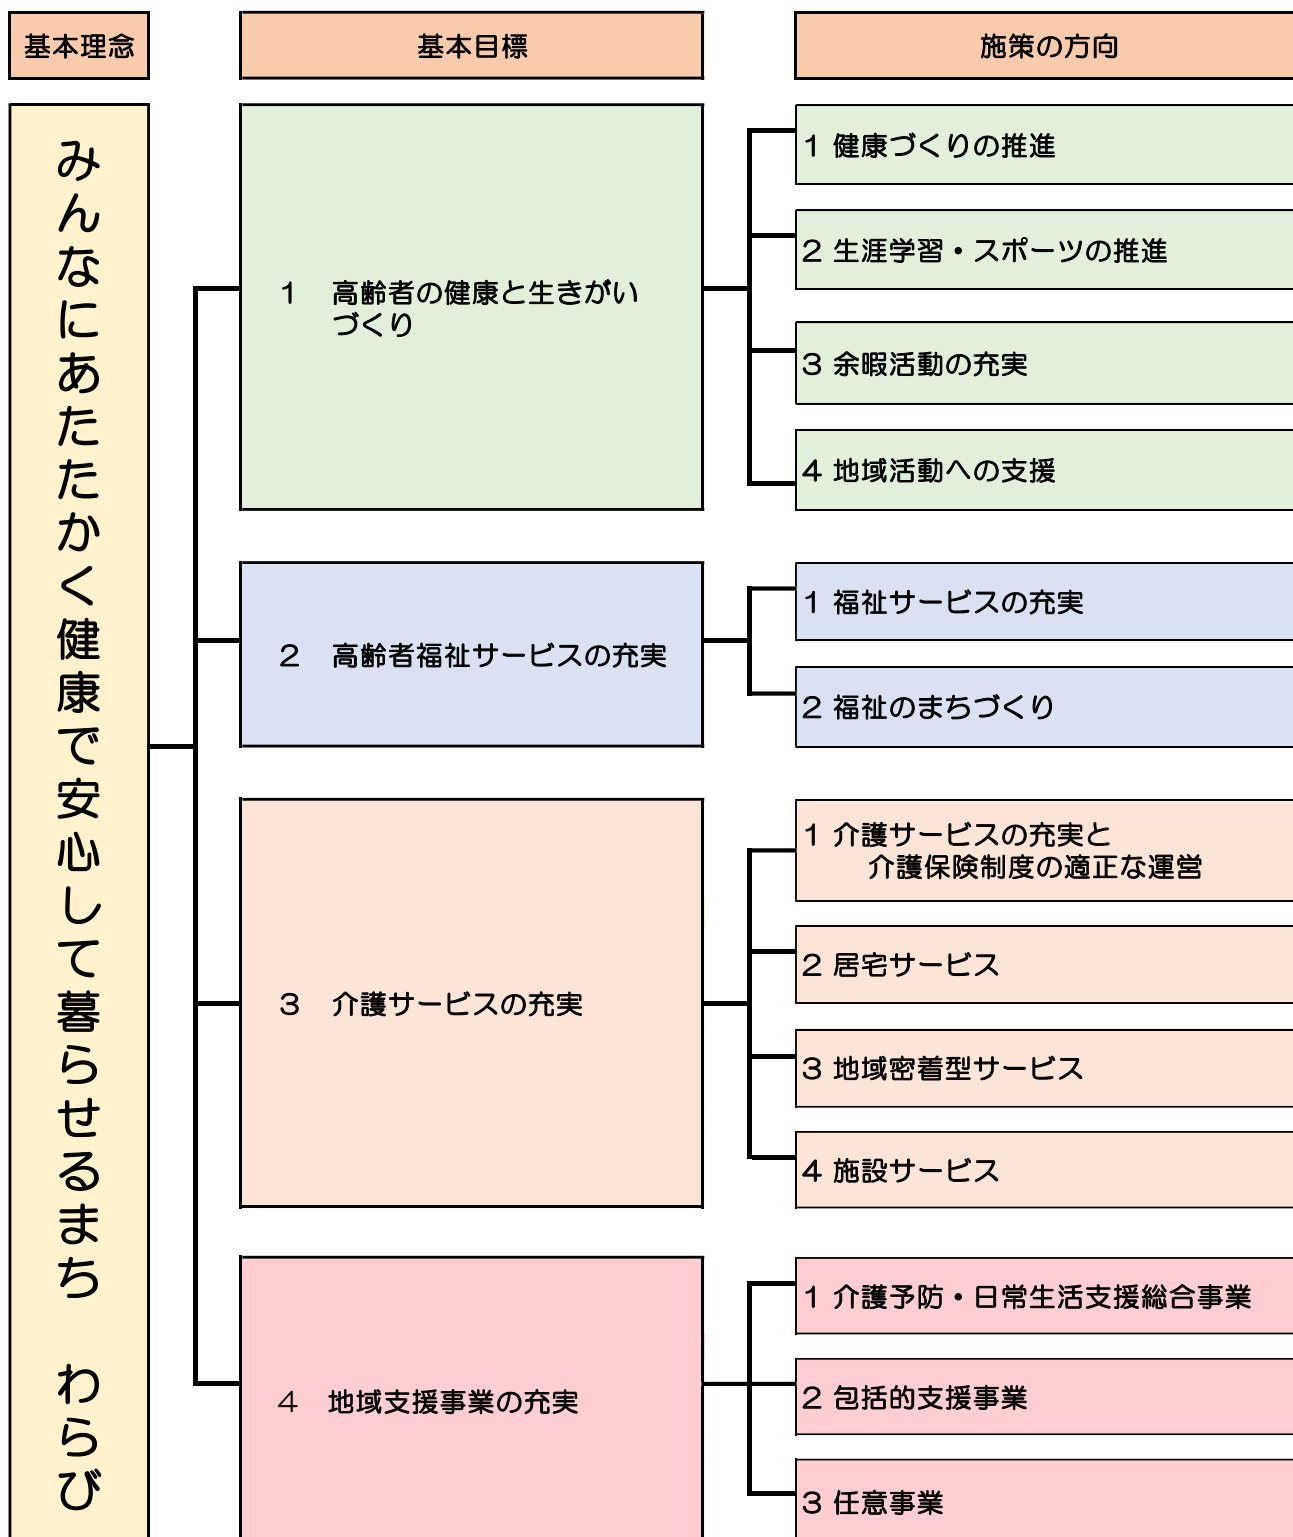 基本理念
基本目標
施策の方向
みんなにあたたかく健康で安心して暮らせるまち　わらび
1　高齢者の健康と生きがい
づくり
1 健康づくりの推進
2 生涯学習・スポーツの推進
3 余暇活動の充実
4 地域活動への支援
2　高齢者福祉サービスの充実
1 福祉サービスの充実
2 福祉のまちづくり
3　介護サービスの充実
1 介護サービスの充実と
介護保険制度の適正な運営
2 居宅サービス
3 地域密着型サービス
4 施設サービス
4　地域支援事業の充実
1 介護予防・日常生活支援総合事業
2 包括的支援事業
3 任意事業